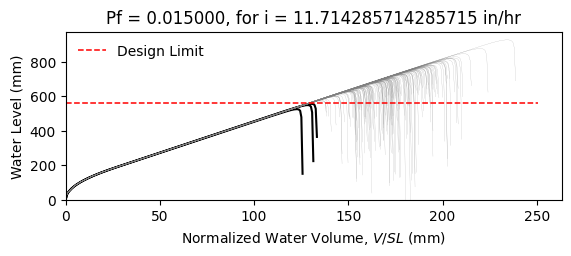 Pf = 0.015000, for i = 11.714285714285715 in/hr
Design Limit
Water Level (mm)
800
600
400
200
0
0 50 100 150 200 250
Normalized Water Volume, V/SL (mm)